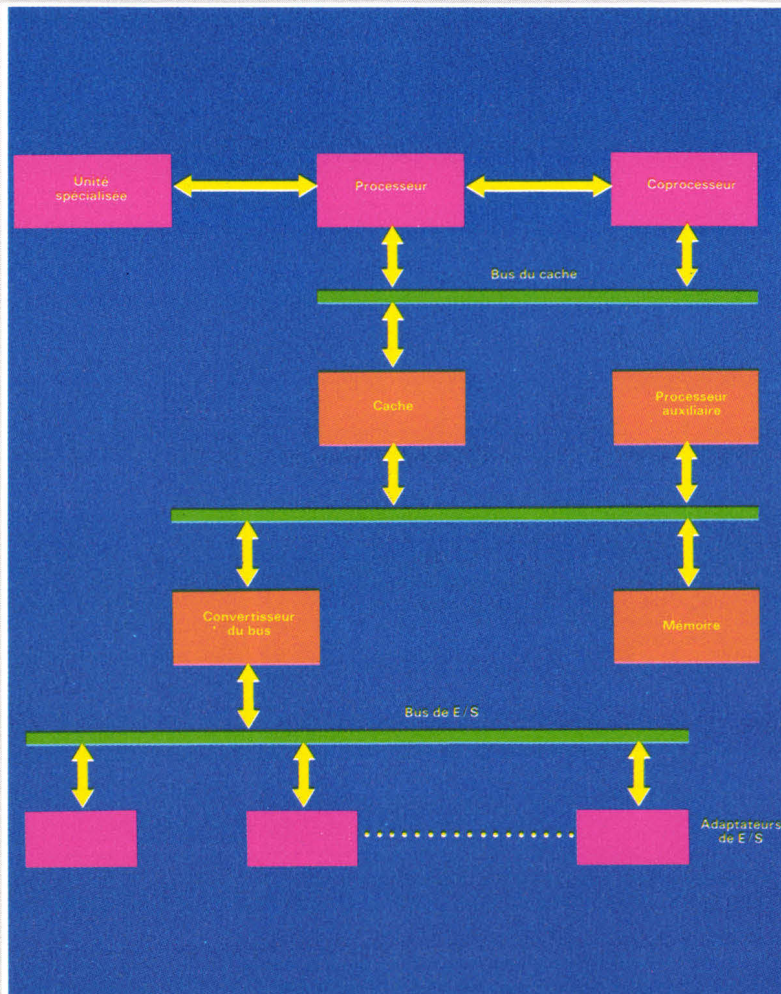 Unité
spécialisée
Processeur
Coprocesseur
Bus du cache
Cache
Processeur
auxiliaire
Convertisseur
du bus
Mémoire
Bus de E/S
Adaptateurs
de E/S